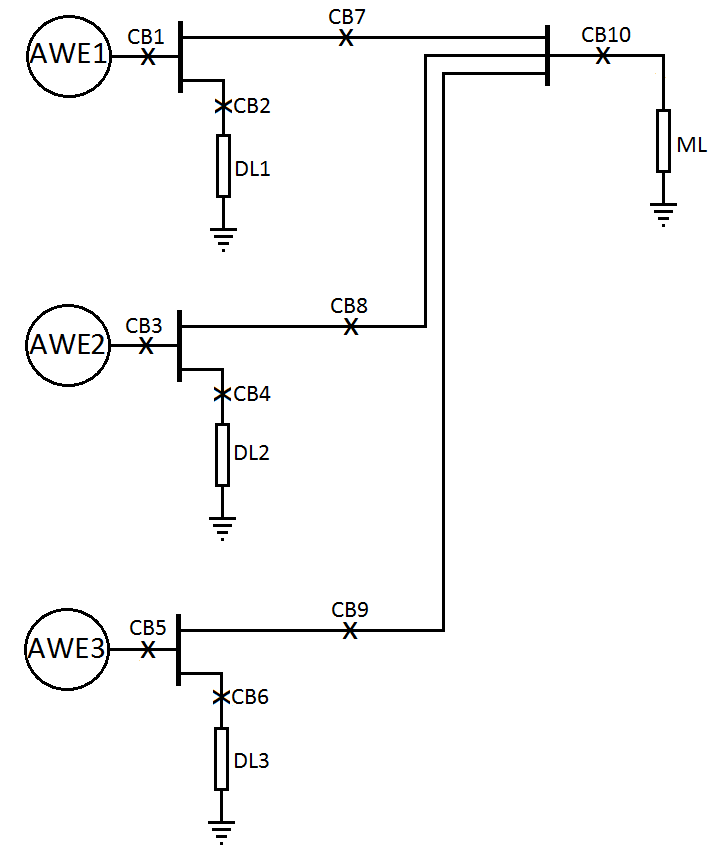 CB7
CB1
CB10
AWE1
CB2
ML
DL1
CB8
CB3
AWE2
CB4
DL2
CB9
CB5
AWE3
CB6
DL3